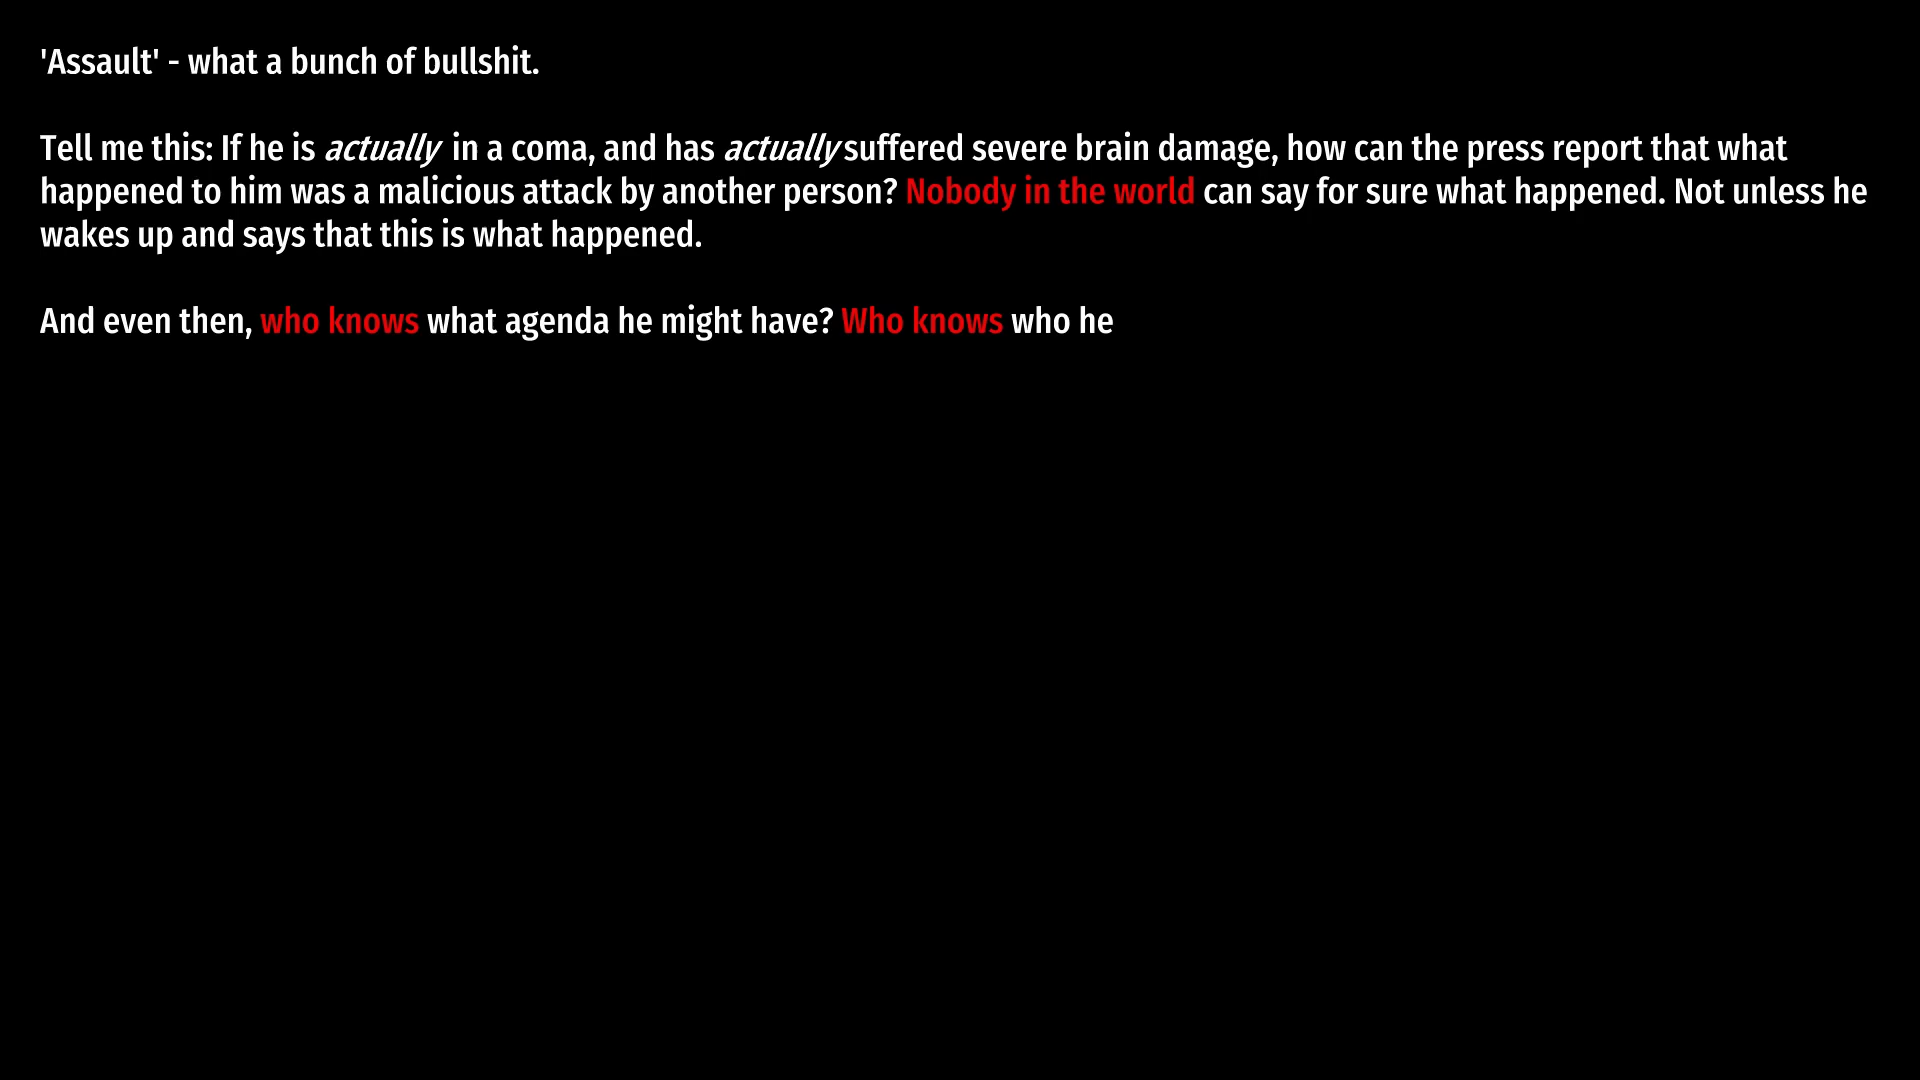 'Assault' - what a bunch of bullshit.
Tell me this: If he is actually in a coma, and has actually suffered severe brain damage, how can the press report that what
happened to him was a malicious attack by another person? Nobody in the world can say for sure what happened. Not unless he
wakes up and says that this is what happened.
And even then, who knows what agenda he might have? Who knows who he